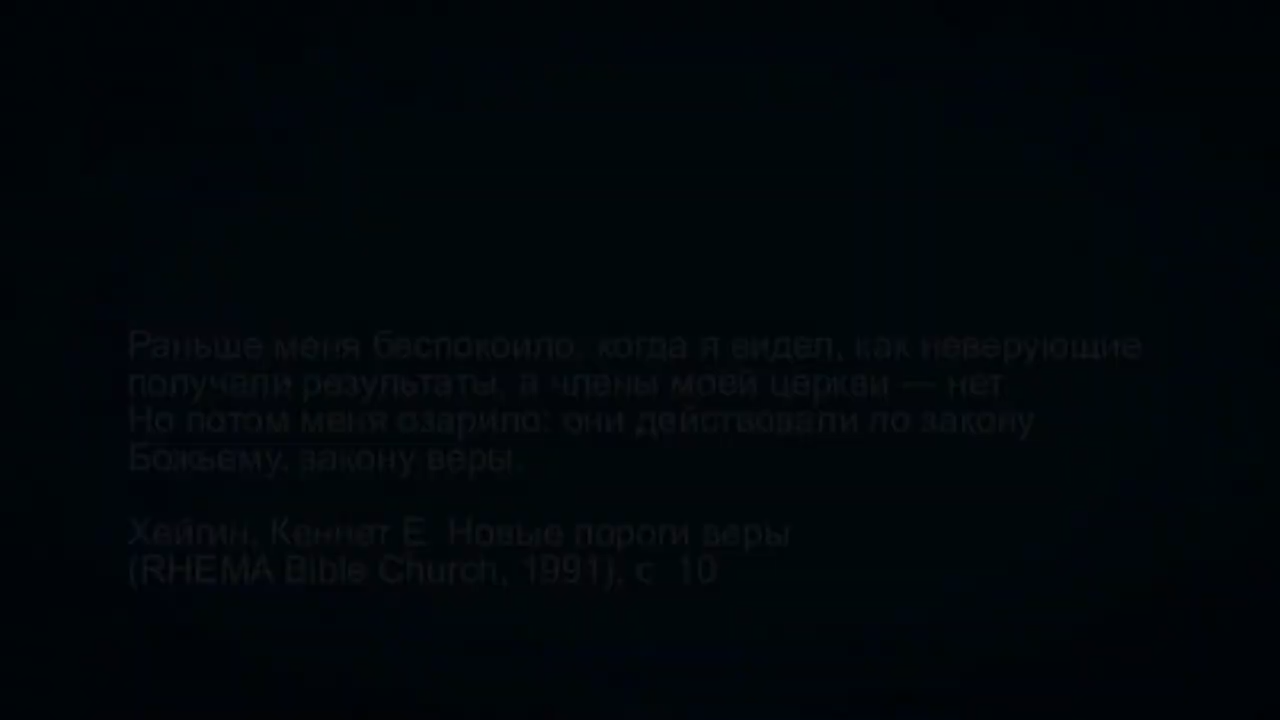 Раньше меня беспокоило, когда я видел, как неверующие
получали результаты, а члены моей церкви — нет.
Но потом меня озарило: они действовали по закону
Божьему, закону веры.
Хейгин, Кеннет Е. Новые пороги веры
(RHEMA Bible Church, 1991), с. 10